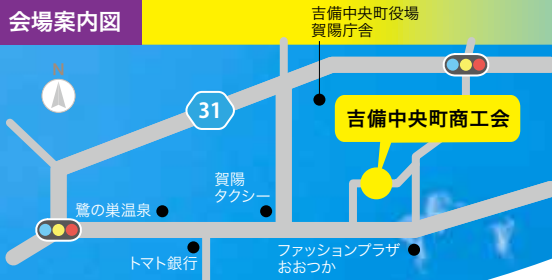 会場案内図
吉備中央町役場
賀陽庁舎
N
31
吉備中央町商工会
賀陽
タクシー
鷺の巣温泉
トマト銀行
ファッションプラザ
おおつか